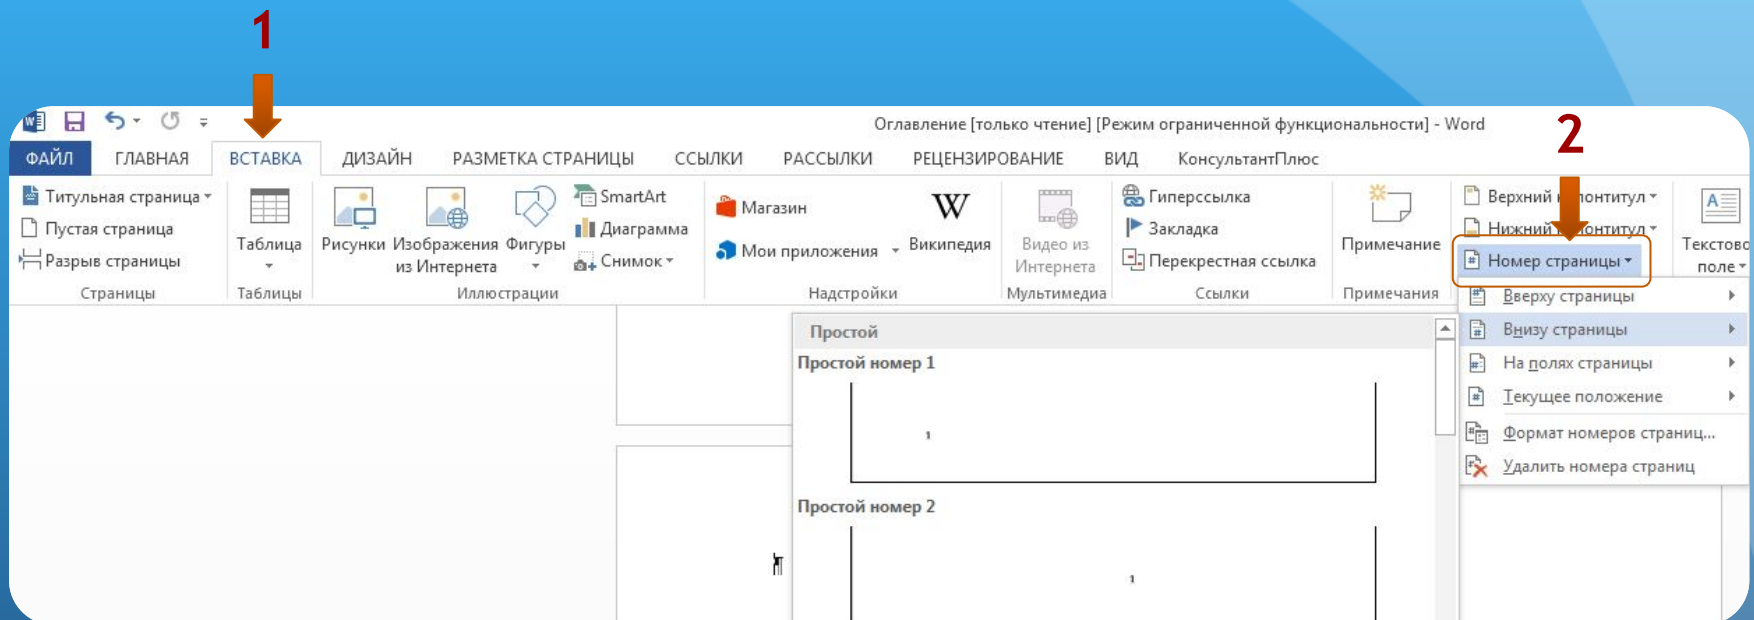 1
Оглавление [только чтение] [Режим ограниченной функциональности] - Word
2
ФАЙЛ ГЛАВНАЯ ВСТАВКА ДИЗАЙН РАЗМЕТКА СТРАНИЦЫ ССЫЛКИ РАССЫЛКИ РЕЦЕНЗИРОВАНИЕ ВИД КонсультантПлюс
Титульная страница
Пустая страница
Разрыв страницы
Страницы
Таблица
Таблицы
Рисунки
Изображения
из Интернета
Фигуры
SmartArt
Диаграмма
Снимок
Иллюстрации
Магазин
Мои приложения
W
Википедия
Надстройки
Видео из
Интернета
Мультимедиа
Гиперссылка
Закладка
Перекрестная ссылка
Ссылки
Примечание
Примечания
Верхний
Нижний
Номер страницы
A
поле
Вверху страницы
Внизу страницы
На полях страницы
Текущее положение
Формат номеров страниц...
Удалить номера страниц
Простой
Простой номер 1
1
Простой номер 2
¶
1